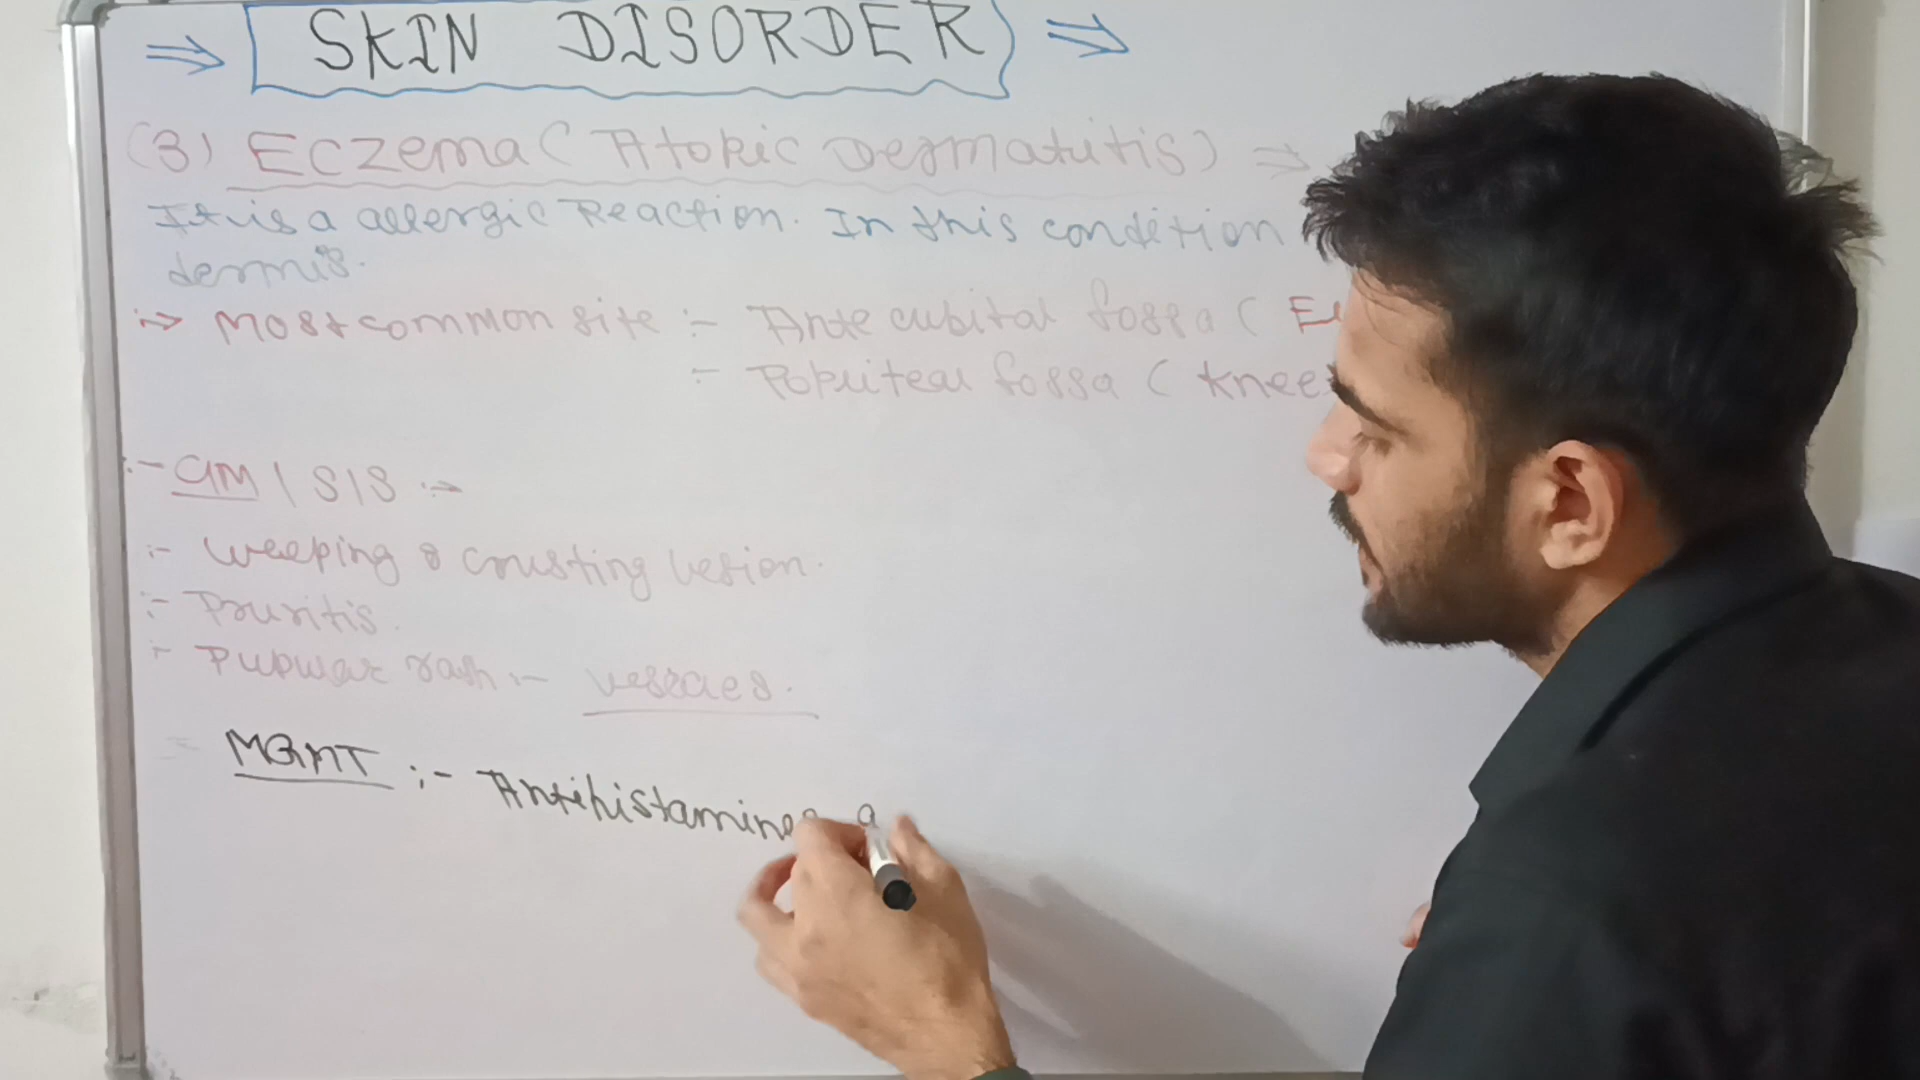 ⇒ SKIN DISORDER ⇒
(3) Eczema ( Atopic Dermatitis) ⇒
It is a allergic Reaction. In this condition
dermis.
:→ Most common site :- Ante cubital fossa ( E
:- Popliteal fossa ( Knee
:- C/M / S/S :→
:- weeping & crusting lesion.
:- Pruritis.
:- Pupular rash :- vesicles.
MGMT :- Antihistamines a